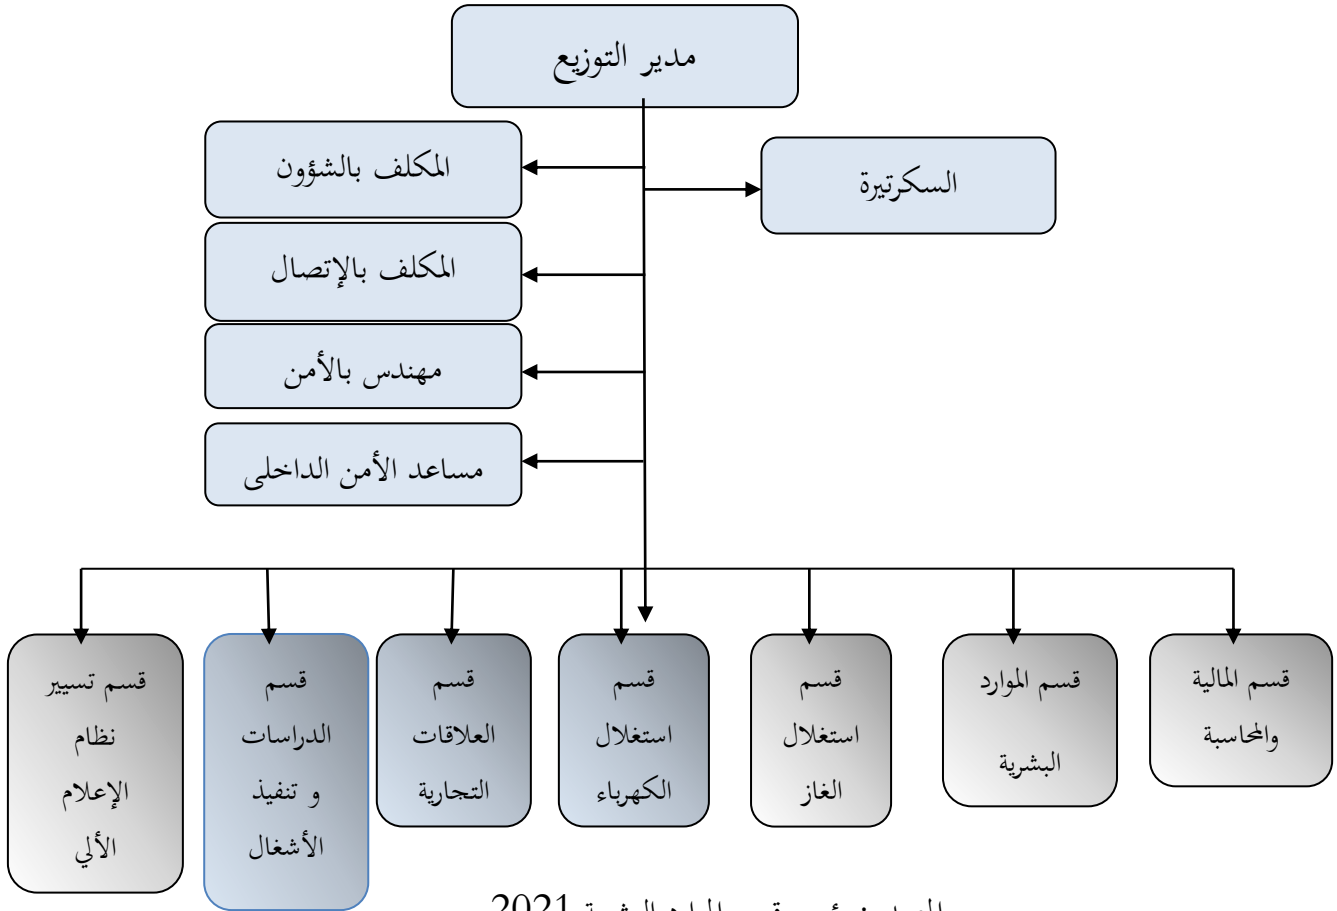 مدير التوزيع
السكرتيرة
المكلف بالشؤون
المكلف بالإتصال
مهندس بالأمن
مساعد الأمن الداخلى
قسم المالية
والمحاسبة
قسم الموارد
البشرية
قسم
استغلال
الغاز
قسم
استغلال
الكهرباء
قسم
العلاقات
التجارية
قسم
الدراسات
و تنفيذ
الأشغال
قسم تسيير
نظام
الإعلام
الألي
2021